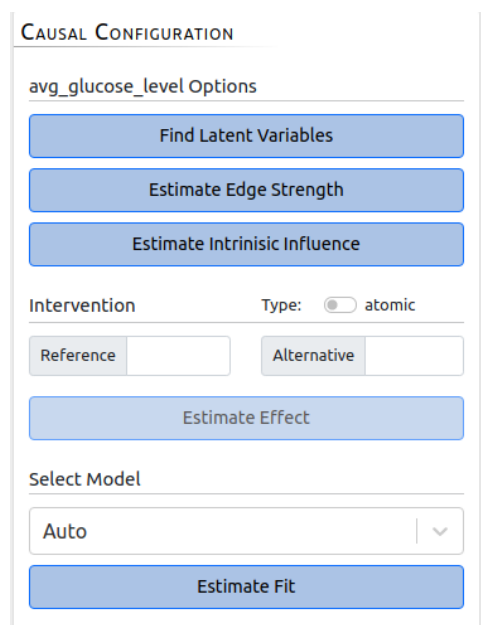 Causal Configuration
avg_glucose_level Options
Find Latent Variables
Estimate Edge Strength
Estimate Intrinisic Influence
Intervention Type: atomic
Reference Alternative
Estimate Effect
Select Model
Auto
Estimate Fit